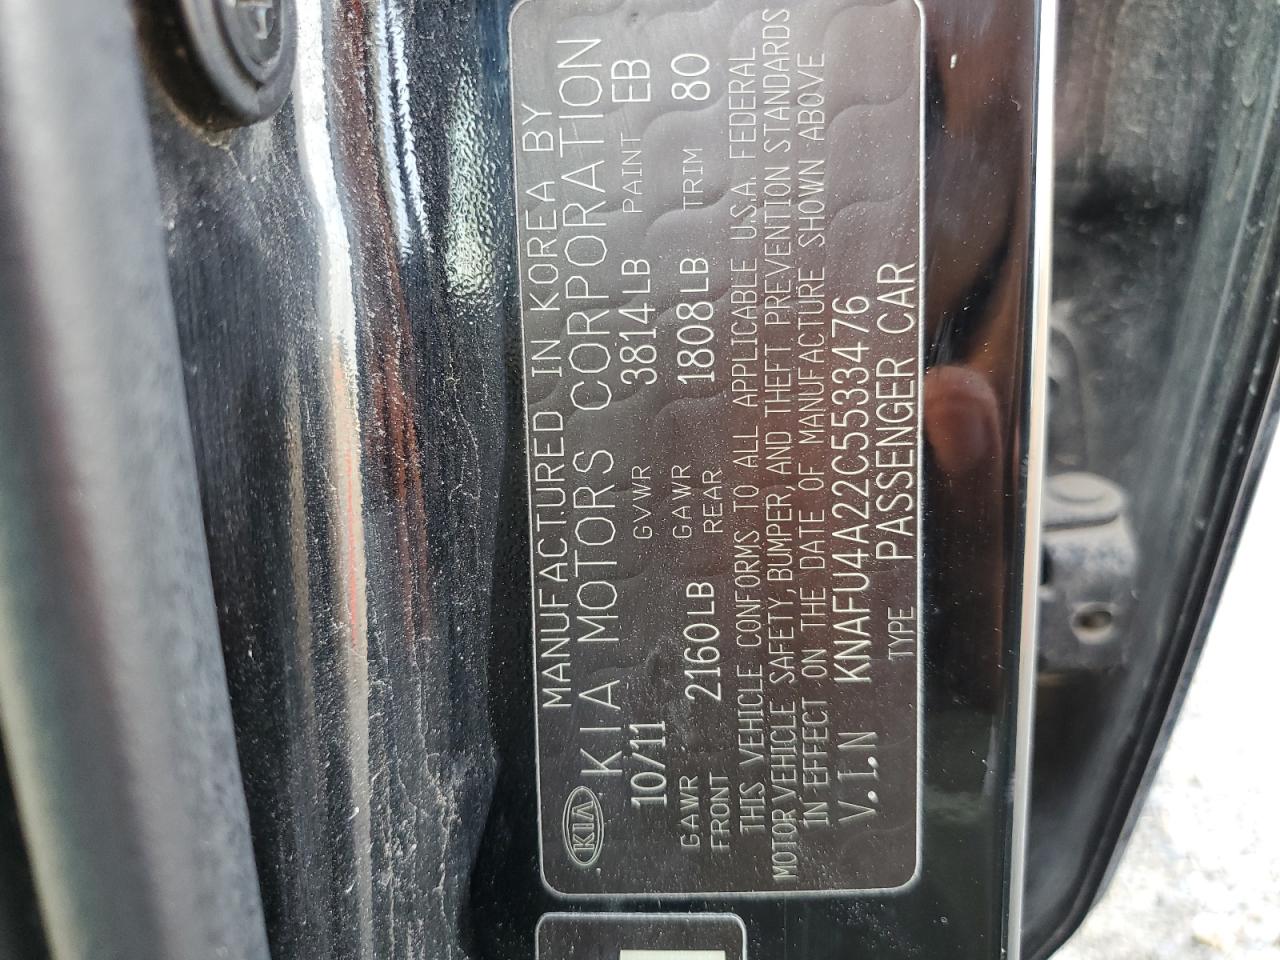 MANUFACTURED IN KOREA BY
KIA KIA MOTORS CORPORATION
10/11 GVWR 3814LB PAINT EB
GAWR FRONT 2160LB GAWR REAR 1808LB TRIM 80
THIS VEHICLE CONFORMS TO ALL APPLICABLE U.S.A. FEDERAL
MOTOR VEHICLE SAFETY, BUMPER, AND THEFT PREVENTION STANDARDS
IN EFFECT ON THE DATE OF MANUFACTURE SHOWN ABOVE
V.I.N KNAFU4A22C5533476
TYPE PASSENGER CAR